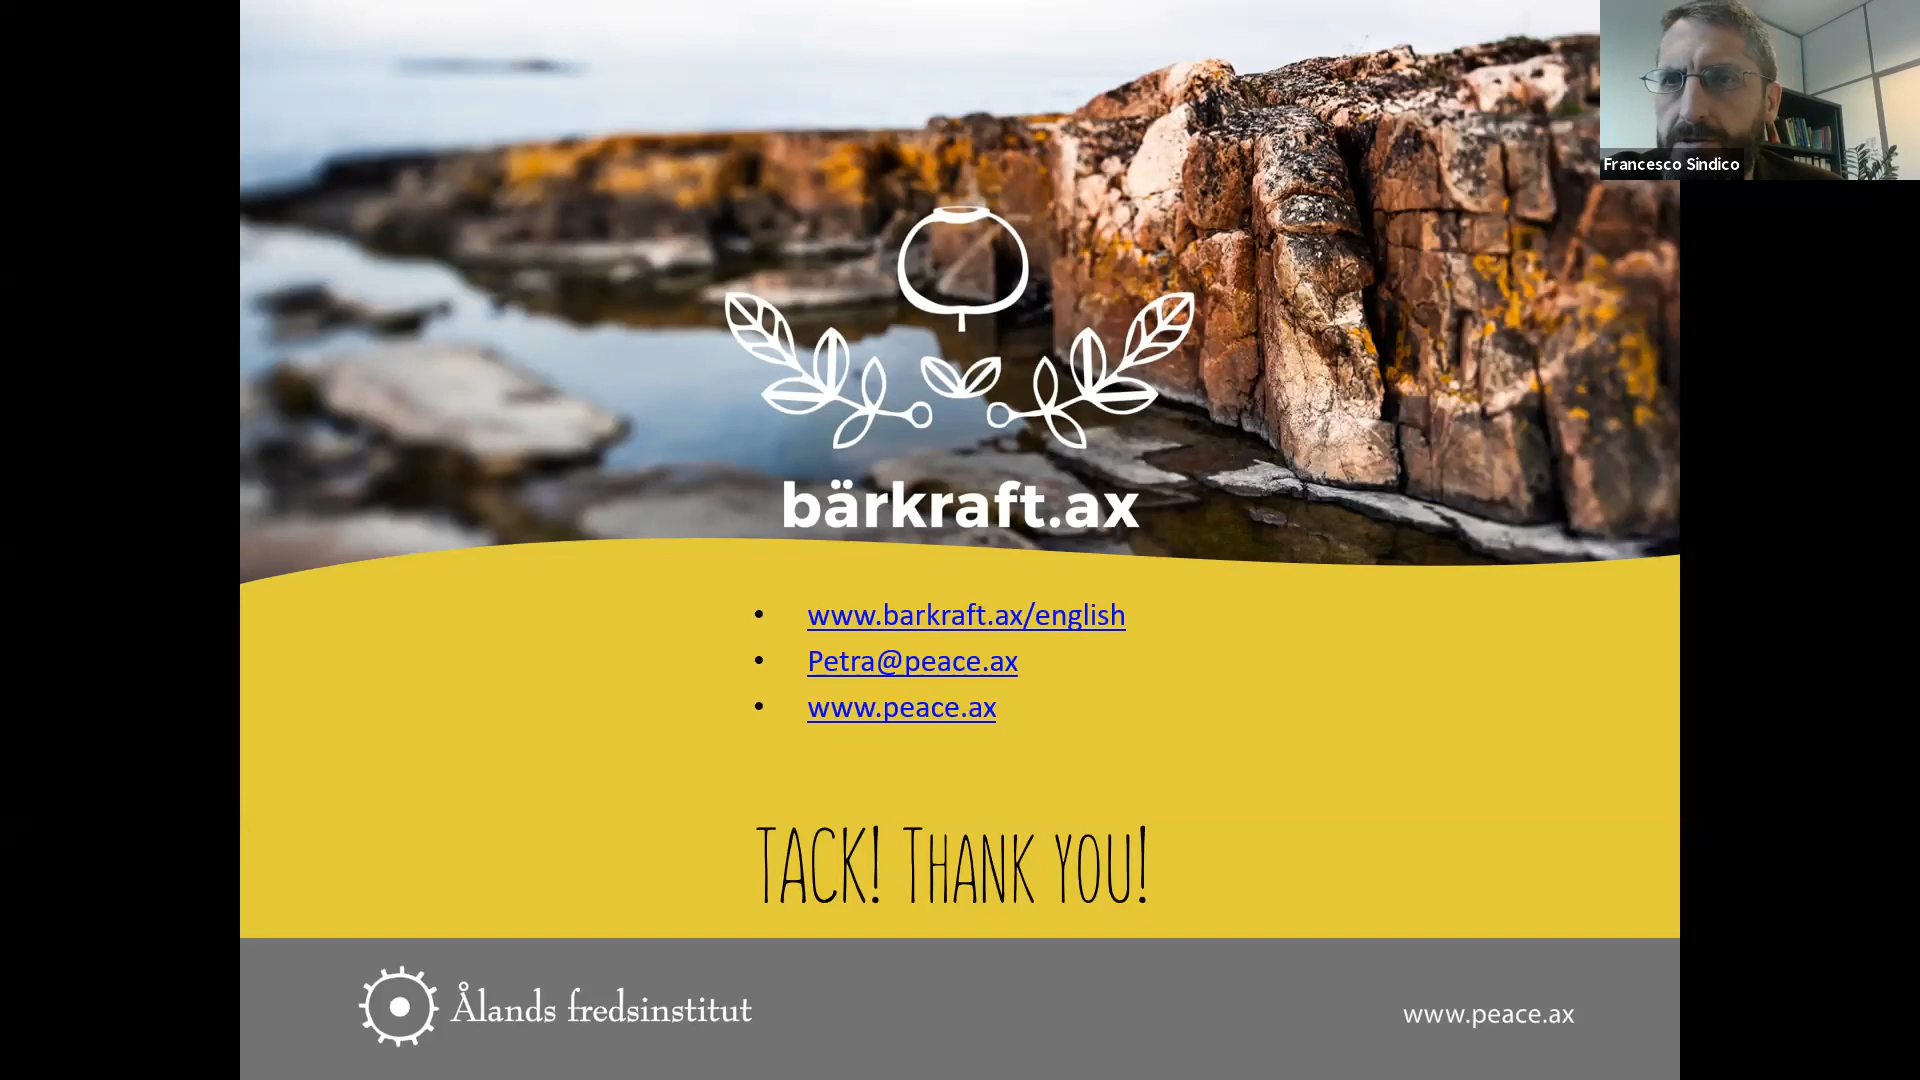 Francesco Sindico
bärkraft.ax
• www.barkraft.ax/english
• Petra@peace.ax
• www.peace.ax
TACK! THANK YOU!
Ålands fredsinstitut
www.peace.ax